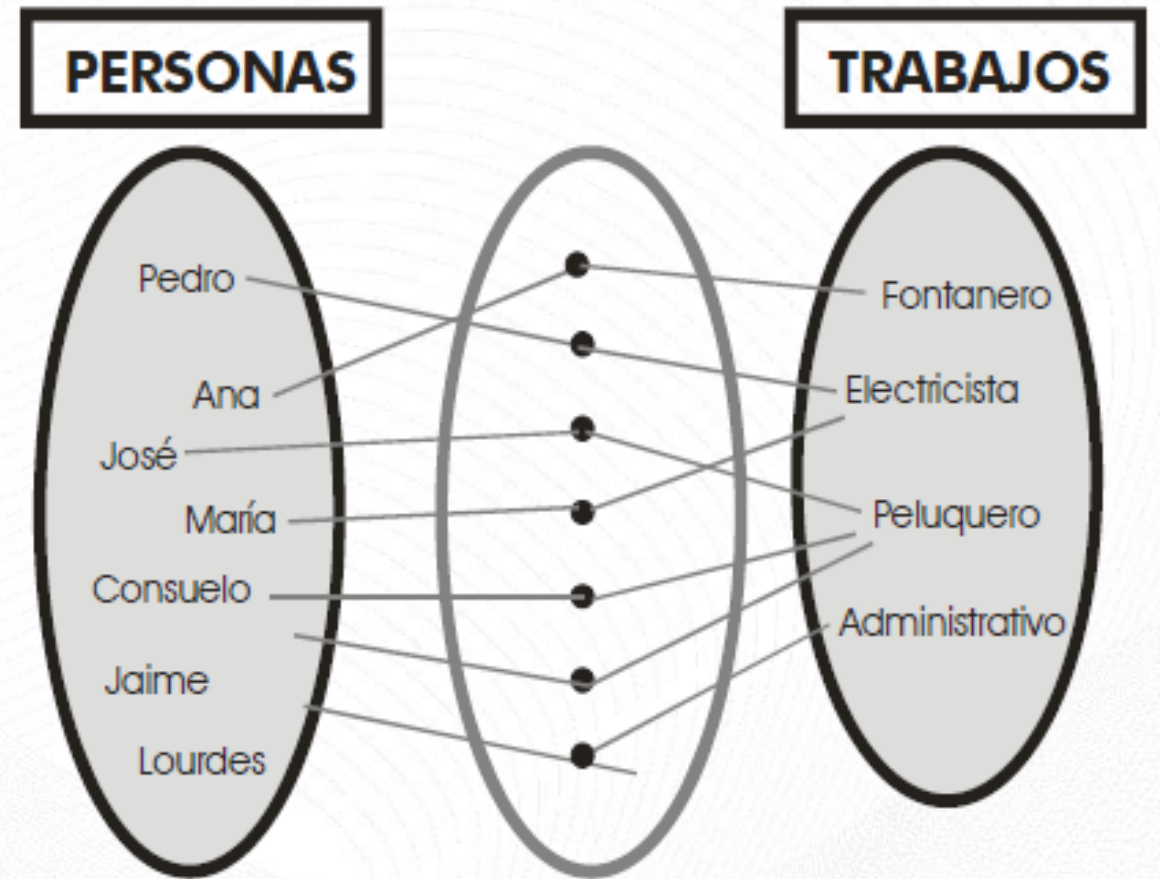 PERSONAS
Pedro
Ana
José
María
Consuelo
Jaime
Lourdes
TRABAJOS
Fontanero
Electricista
Peluquero
Administrativo